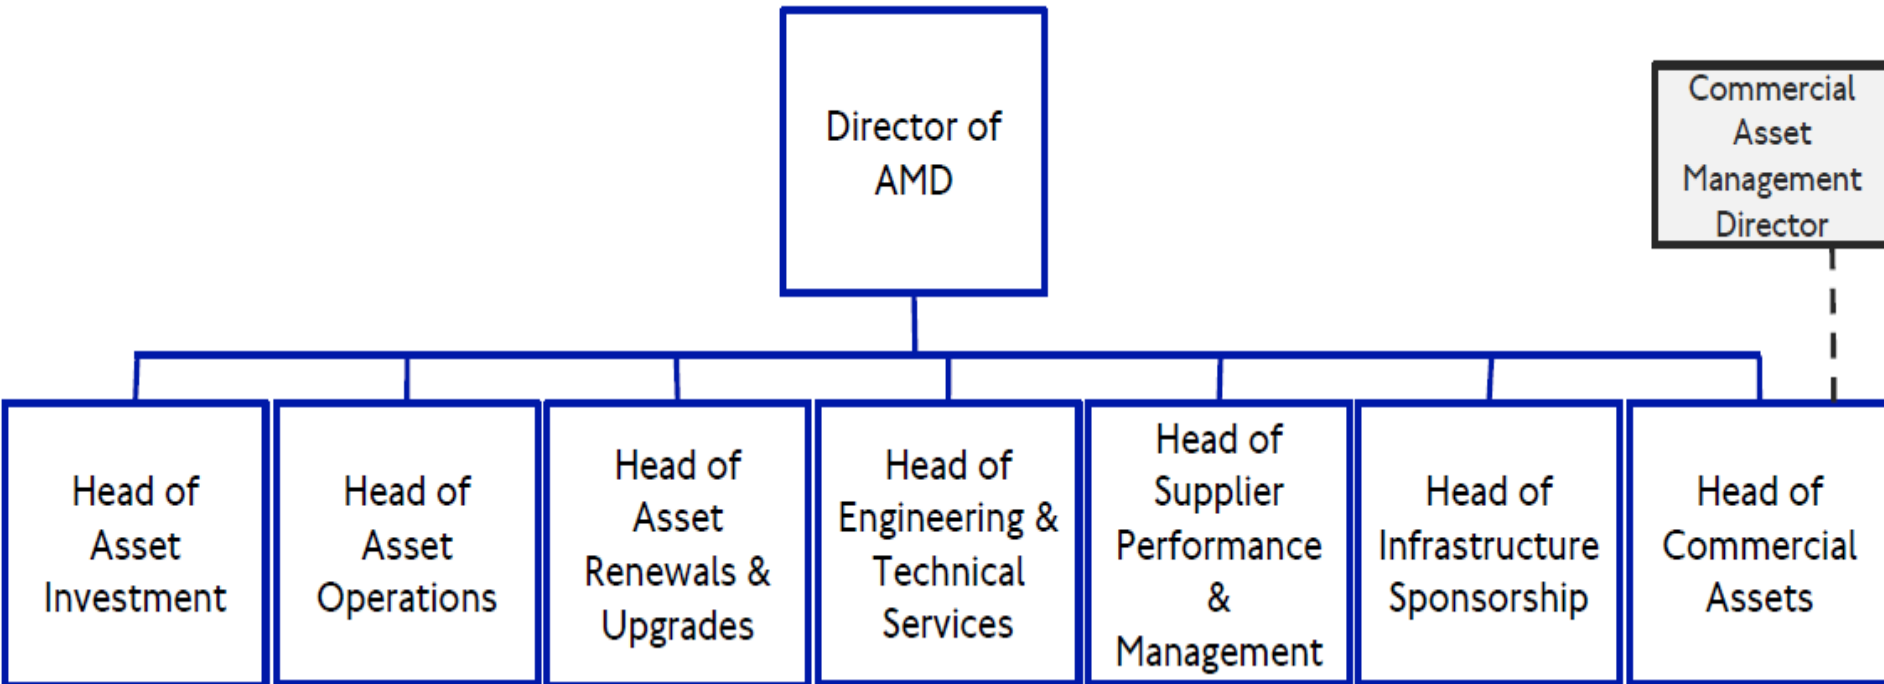 Director of
AMD
Commercial
Asset
Management
Director
Head of
Asset
Investment
Head of
Asset
Operations
Head of
Asset
Renewals &
Upgrades
Head of
Engineering &
Technical
Services
Head of
Supplier
Performance
&
Management
Head of
Infrastructure
Sponsorship
Head of
Commercial
Assets